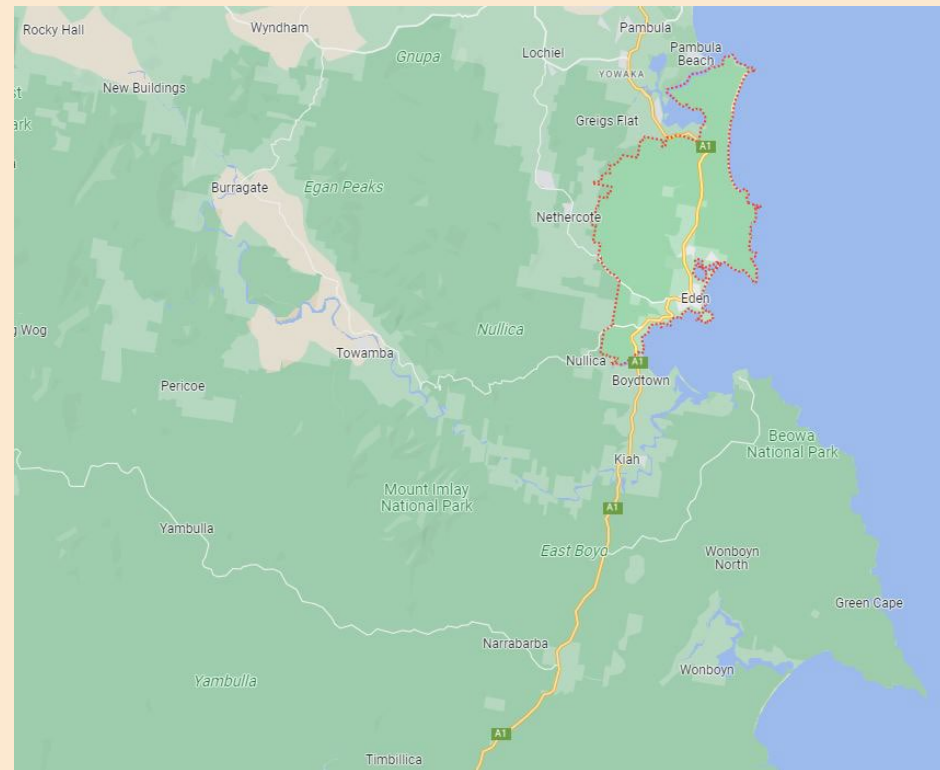 Rocky Hall
Wyndham
Pambula
Gnupa
Lochiel
Pambula
Beach
YOWAKA
New Buildings
st
ark
Greigs Flat
A1
Burragate
Egan Peaks
Nethercote
Eden
g Wog
Nullica
Towamba
Nullica
A1
Pericoe
Boydtown
Beowa
National Park
Kiah
Mount Imlay
National Park
A1
Yambulla
East Boyd
Wonboyn
North
Green Cape
Narrabarba
Wonboyn
Yambulla
A1
Timbillica